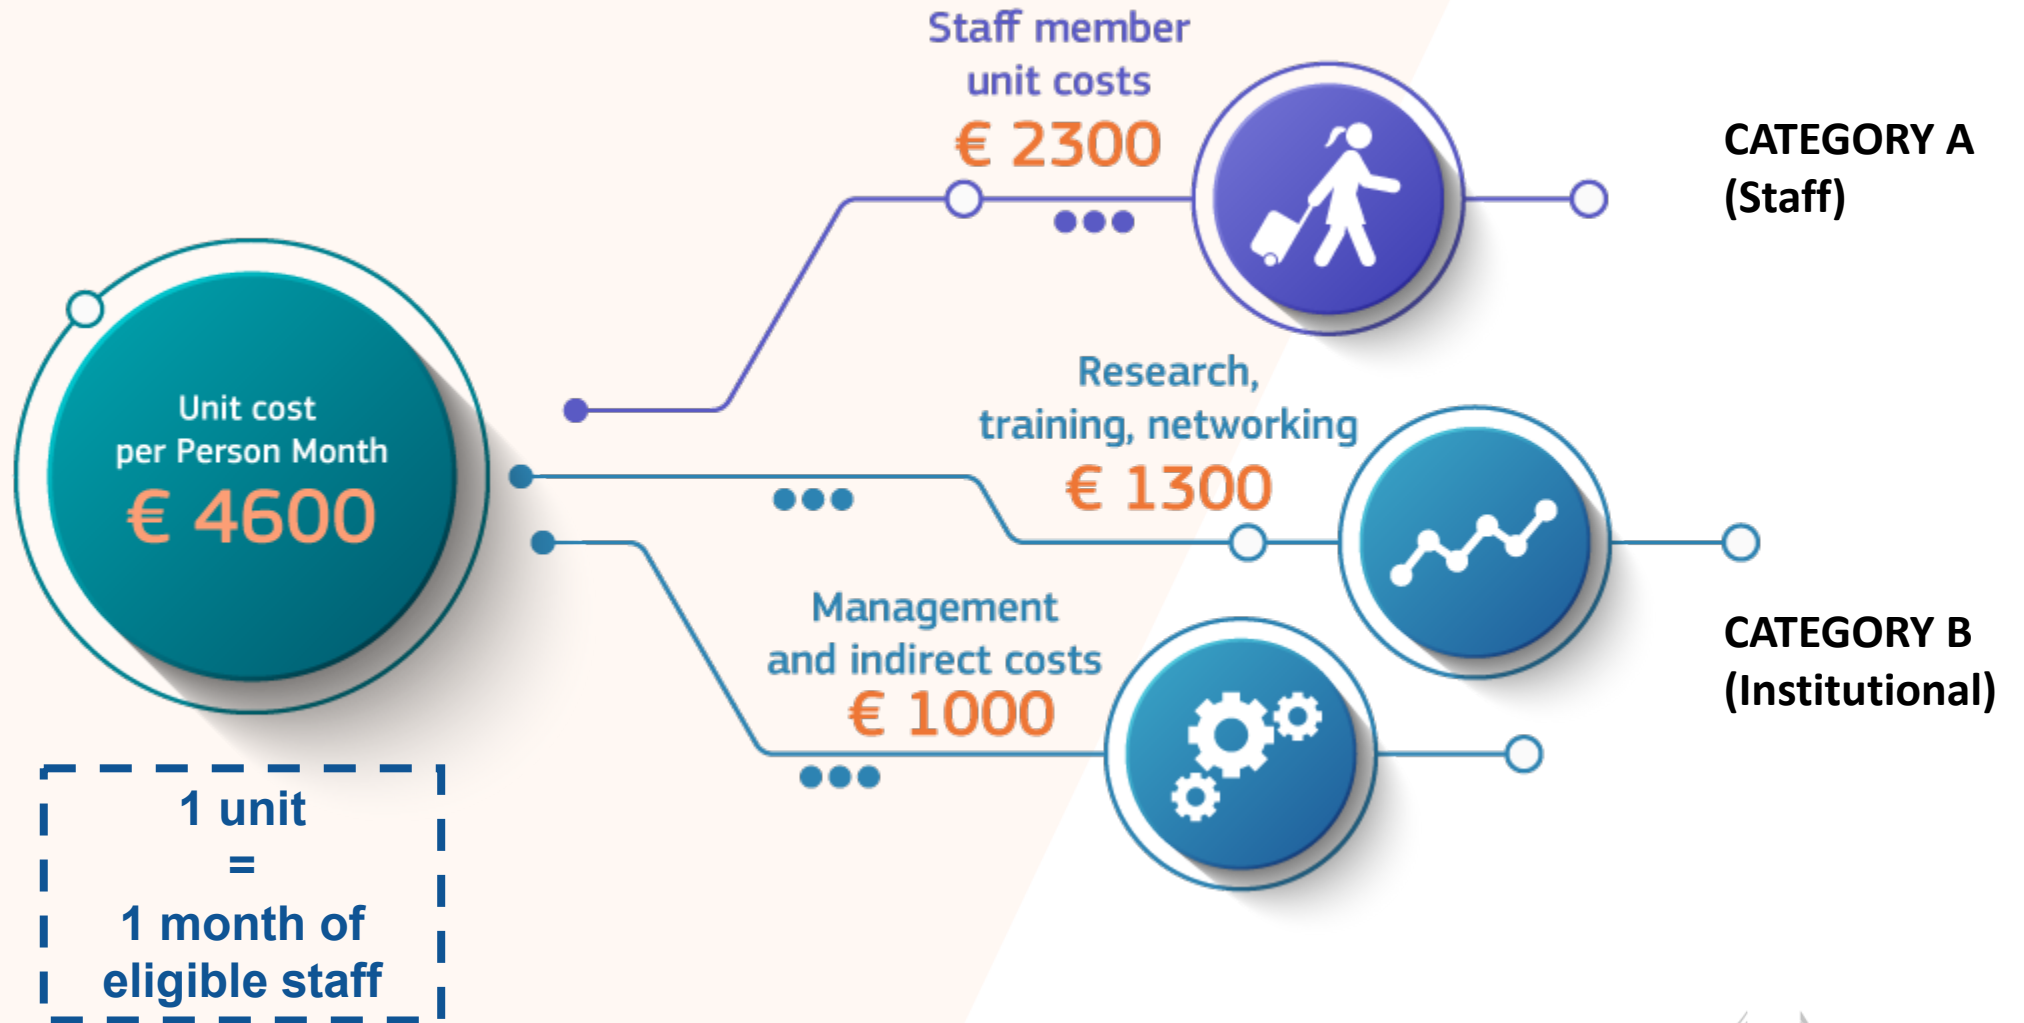 Staff member
unit costs
€ 2300
CATEGORY A
(Staff)
Unit cost
per Person Month
€ 4600
Research,
training, networking
€ 1300
Management
and indirect costs
€ 1000
CATEGORY B
(Institutional)
1 unit
=
1 month of
eligible staff